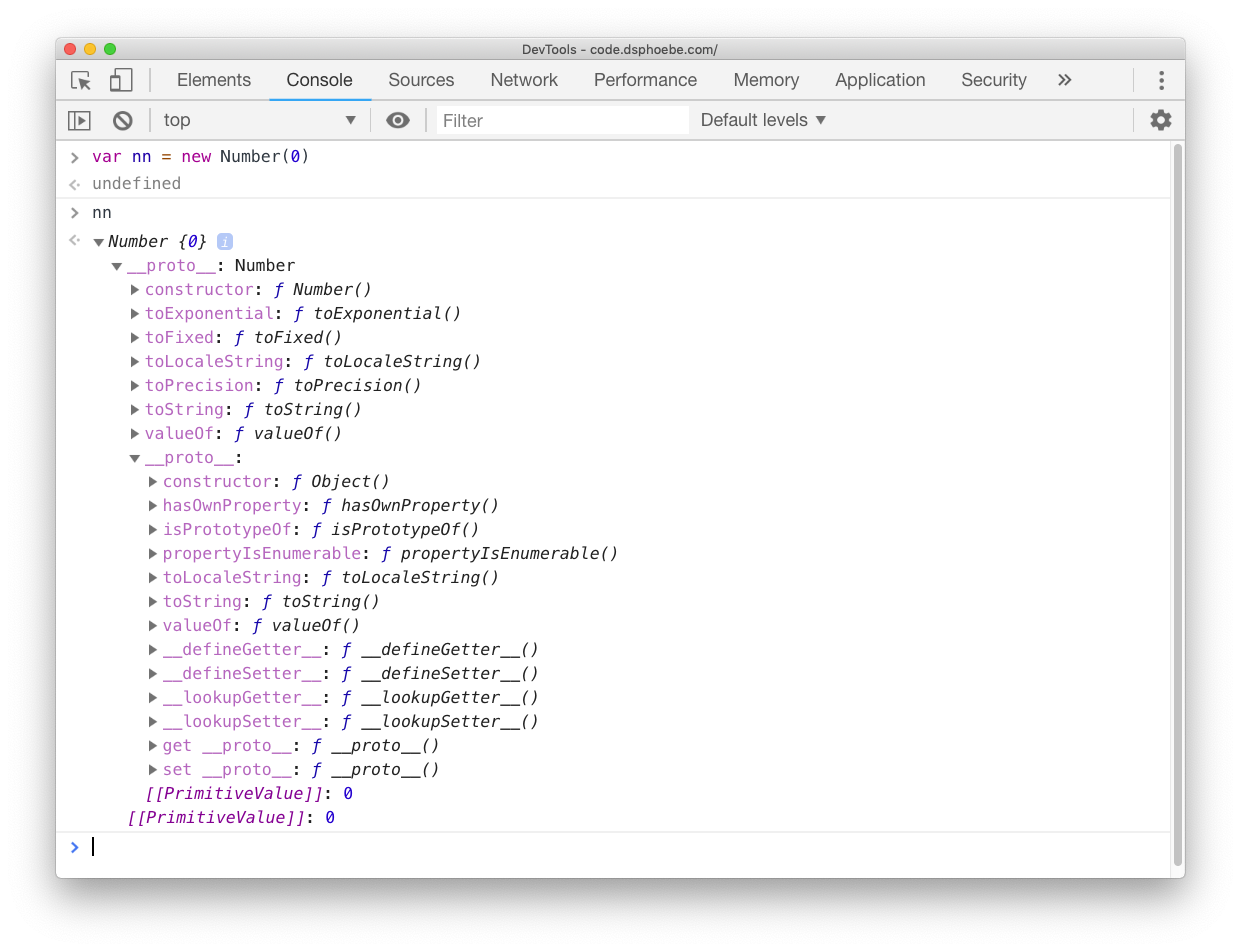 DevTools - code.dsphoebe.com/
Elements Console Sources Network Performance Memory Application Security »
top ▼ Filter Default levels ▼
> var nn = new Number(0)
undefined
> nn
▼Number {0} i
▼__proto__: Number
▶constructor: ƒ Number()
▶toExponential: ƒ toExponential()
▶toFixed: ƒ toFixed()
▶toLocaleString: ƒ toLocaleString()
▶toPrecision: ƒ toPrecision()
▶toString: ƒ toString()
▶valueOf: ƒ valueOf()
▼__proto__:
▶constructor: ƒ Object()
▶hasOwnProperty: ƒ hasOwnProperty()
▶isPrototypeOf: ƒ isPrototypeOf()
▶propertyIsEnumerable: ƒ propertyIsEnumerable()
▶toLocaleString: ƒ toLocaleString()
▶toString: ƒ toString()
▶valueOf: ƒ valueOf()
▶__defineGetter__: ƒ __defineGetter__()
▶__defineSetter__: ƒ __defineSetter__()
▶__lookupGetter__: ƒ __lookupGetter__()
▶__lookupSetter__: ƒ __lookupSetter__()
▶get __proto__: ƒ __proto__()
▶set __proto__: ƒ __proto__()
[[PrimitiveValue]]: 0
[[PrimitiveValue]]: 0
>